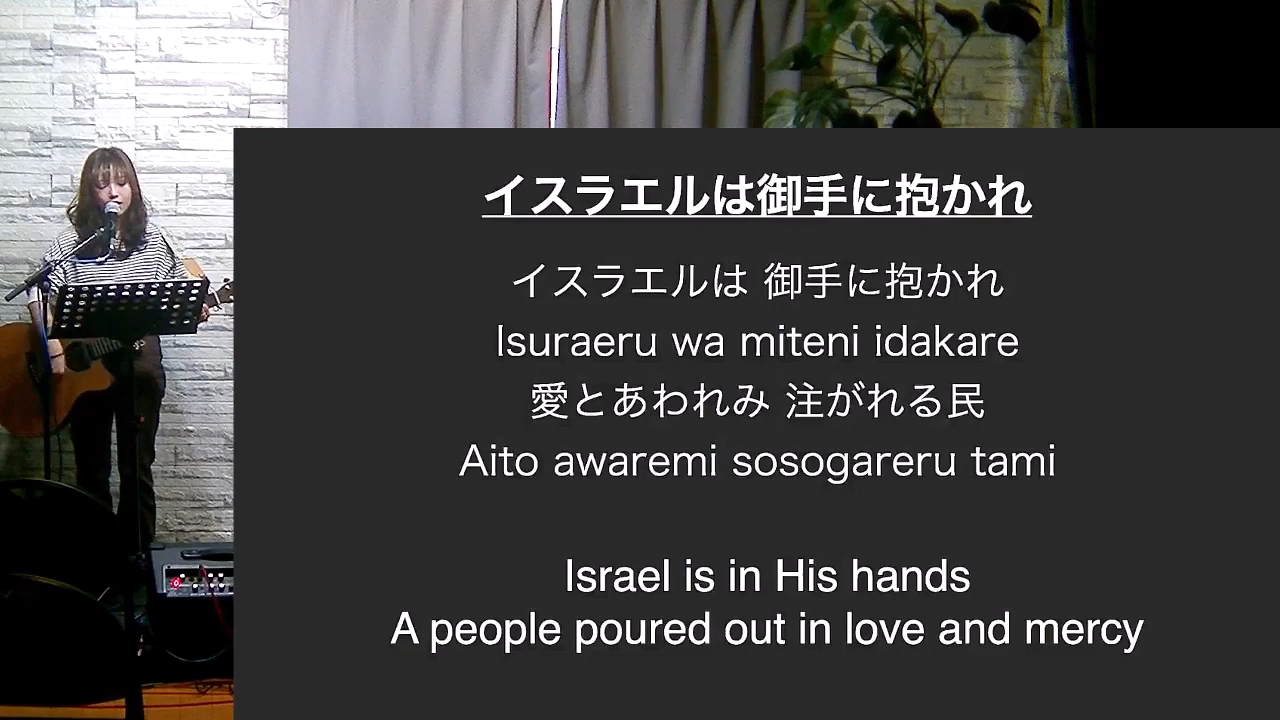 イスラエルは御手に抱かれ
イスラエルは 御手に抱かれ
Isuraeru wa miteni idakare
愛とあわれみ 注がれる民
Aito awaremi sosogareru tami
Israel is in His hands
A people poured out in love and mercy